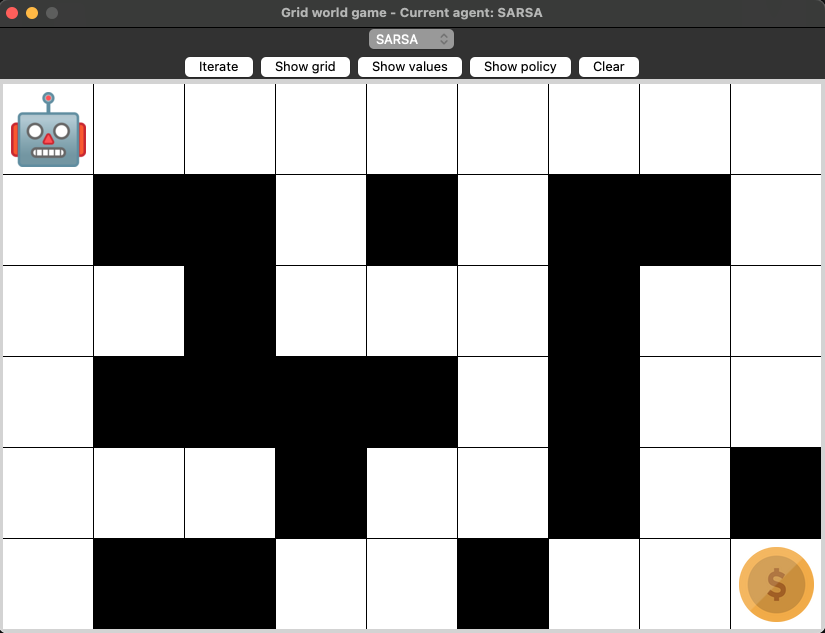 Grid world game - Current agent: SARSA
SARSA
Iterate Show grid Show values Show policy Clear
$